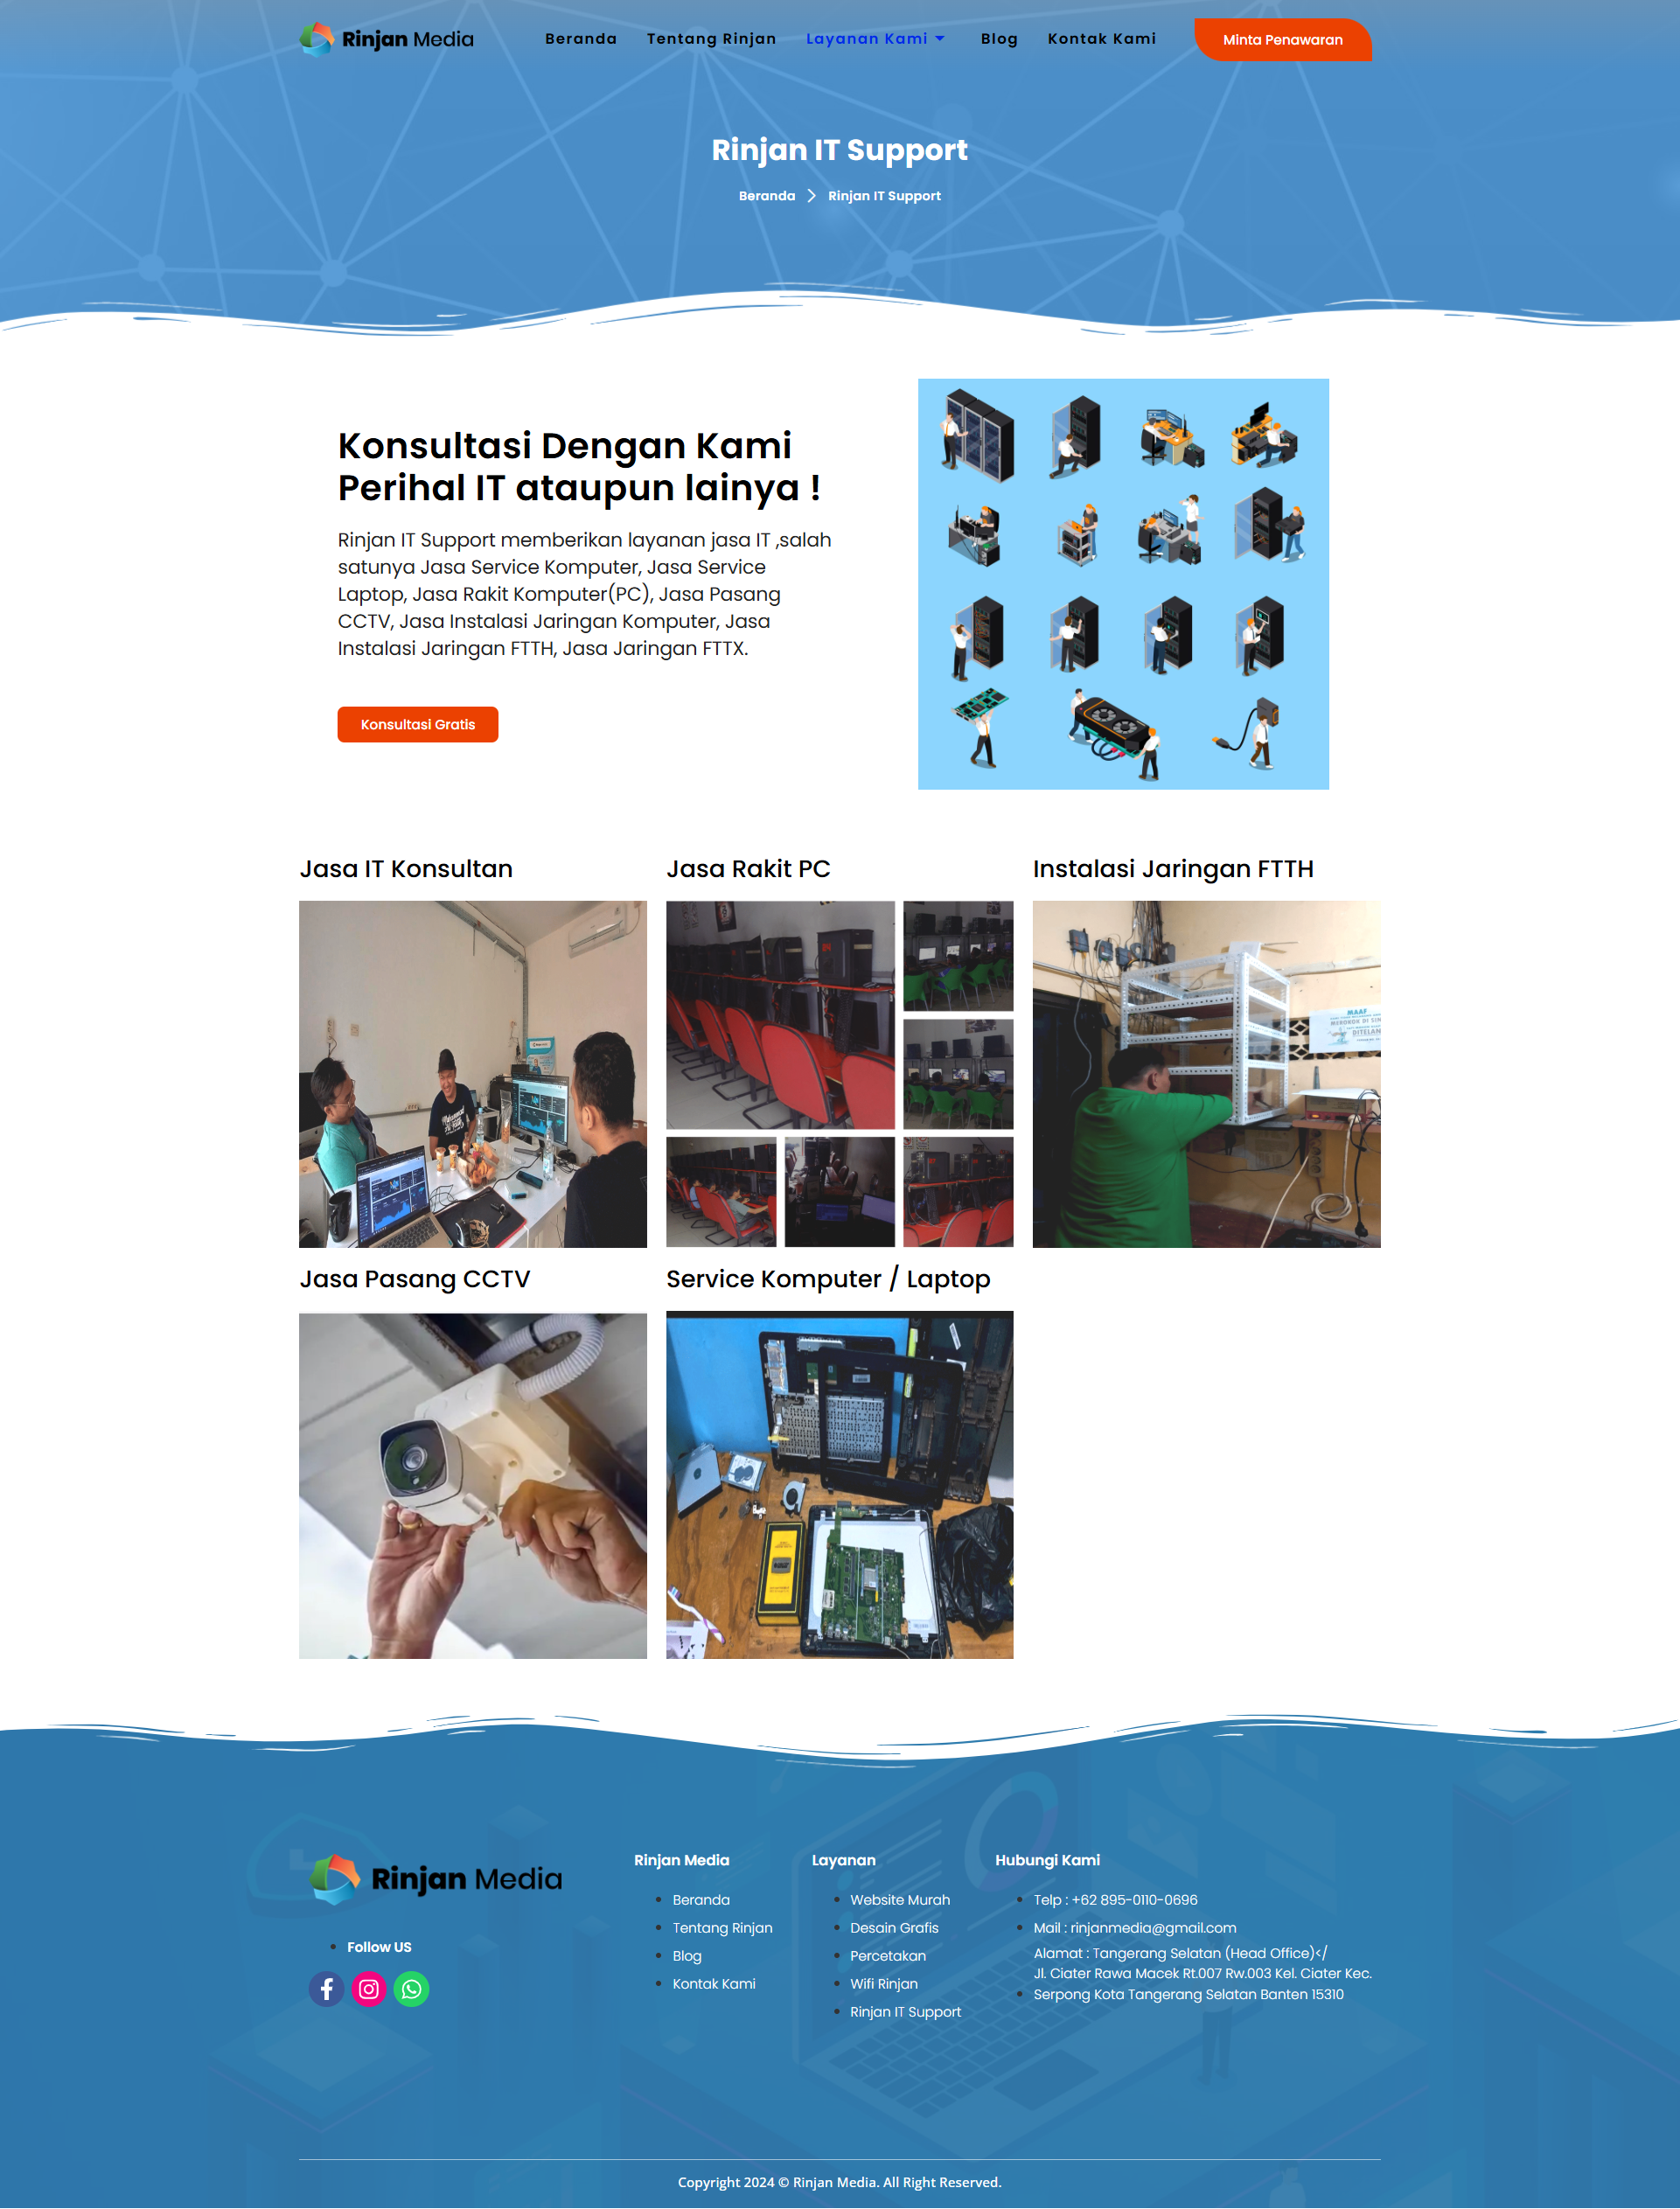 Rinjan Media
Beranda
Tentang Rinjan
Layanan Kami
Blog
Kontak Kami
Minta Penawaran
Rinjan IT Support
Beranda
Rinjan IT Support
Konsultasi Dengan Kami
Perihal IT ataupun lainya !
Rinjan IT Support memberikan layanan jasa IT ,salah
satunya Jasa Service Komputer, Jasa Service
Laptop, Jasa Rakit Komputer(PC), Jasa Pasang
CCTV, Jasa Instalasi Jaringan Komputer, Jasa
Instalasi Jaringan FTTH, Jasa Jaringan FTTX.
Konsultasi Gratis
Jasa IT Konsultan
Jasa Rakit PC
Instalasi Jaringan FTTH
MAAF
MEROKOK DI
Jasa Pasang CCTV
Service Komputer / Laptop
Rinjan Media
Follow US
Rinjan Media
Beranda
Tentang Rinjan
Blog
Kontak Kami
Layanan
Website Murah
Desain Grafis
Percetakan
Wifi Rinjan
Rinjan IT Support
Hubungi Kami
Telp : +62 895-0110-0696
Mail : rinjanmedia@gmail.com
Alamat : Tangerang Selatan (Head Office)</
Jl. Ciater Rawa Macek Rt.007 Rw.003 Kel. Ciater Kec.
Serpong Kota Tangerang Selatan Banten 15310
Copyright 2024 © Rinjan Media. All Right Reserved.